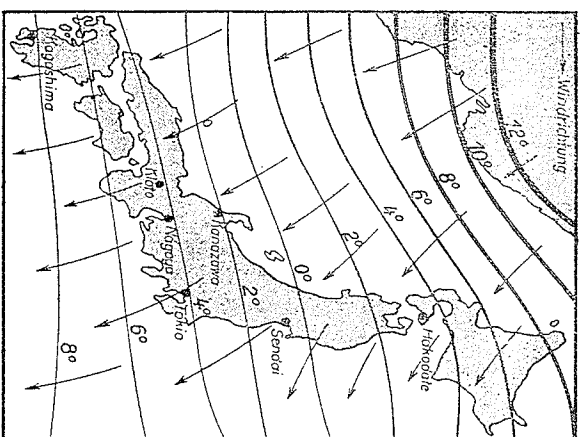 Windrichtung
12°
10°
8°
6°
4°
2°
0°
Hakodate
Sendai
2°
Kanazawa
4°
Tokio
Nagoya
Kioto
6°
Kagoshima
8°